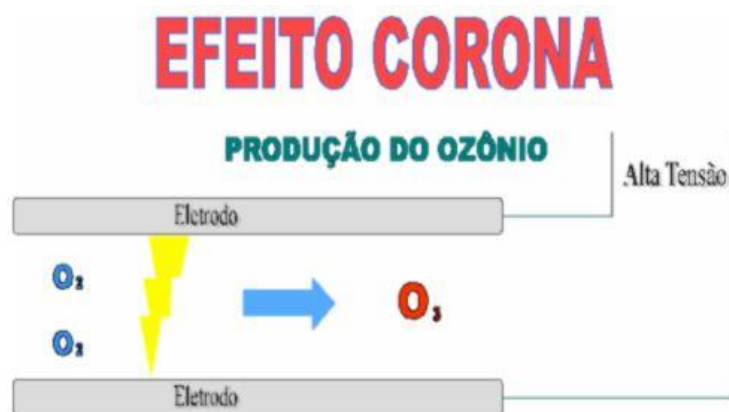 EFEITO CORONA
PRODUÇÃO DO OZÔNIO
Alta Tensão
Eletrodo
O₂
O₃
O₂
Eletrodo